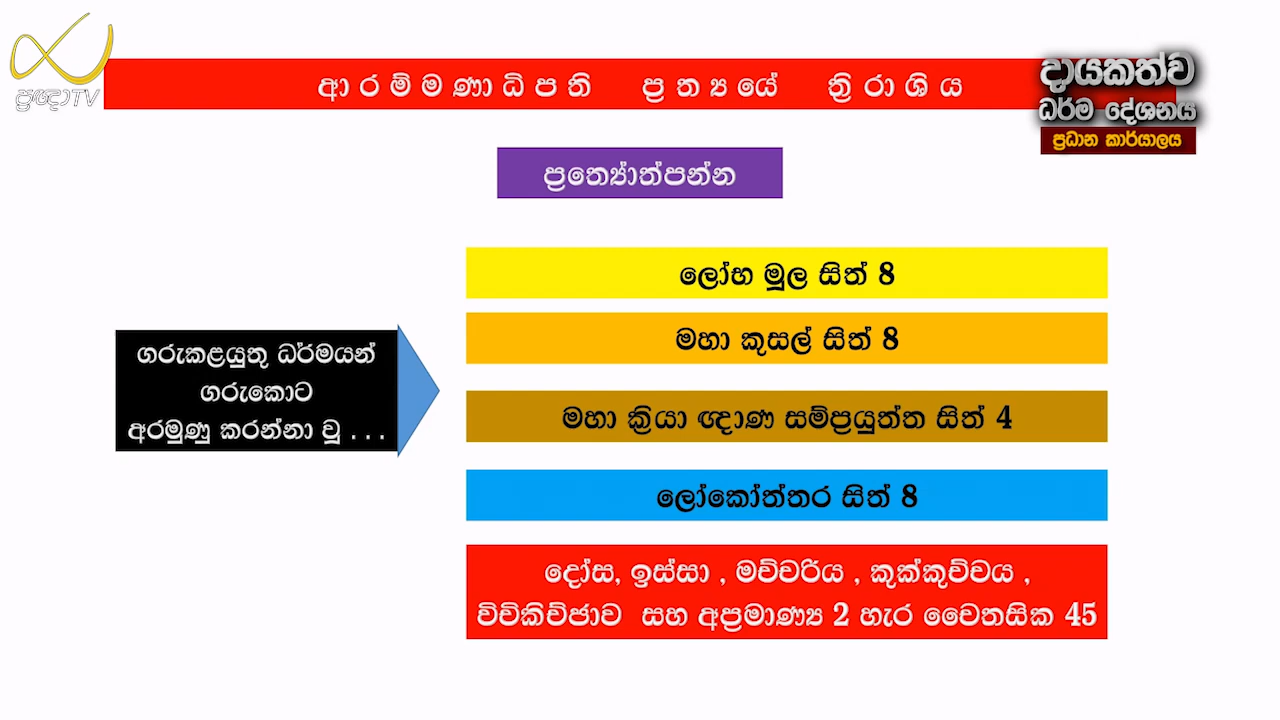 ප්‍රඥාTV
ආරම්මණාධිපති ප්‍රත්‍යයේ ත්‍රිරාශිය
දායකත්ව
ධර්ම දේශනය
ප්‍රධාන කාර්යාලය
ප්‍රත්‍යෝත්පන්න
ලෝභ මූල සිත් 8
මහා කුසල් සිත් 8
ගරුකළයුතු ධර්මයන්
ගරුකොට
අරමුණු කරන්නා වූ . . .
මහා ක්‍රියා ඥාණ සම්ප්‍රයුත්ත සිත් 4
ලෝකෝත්තර සිත් 8
දෝස, ඉස්සා , මච්චරිය , කුක්කුච්චය ,
විචිකිච්ජාව සහ අප්‍රමාණ්‍ය 2 හැර චෛතසික 45